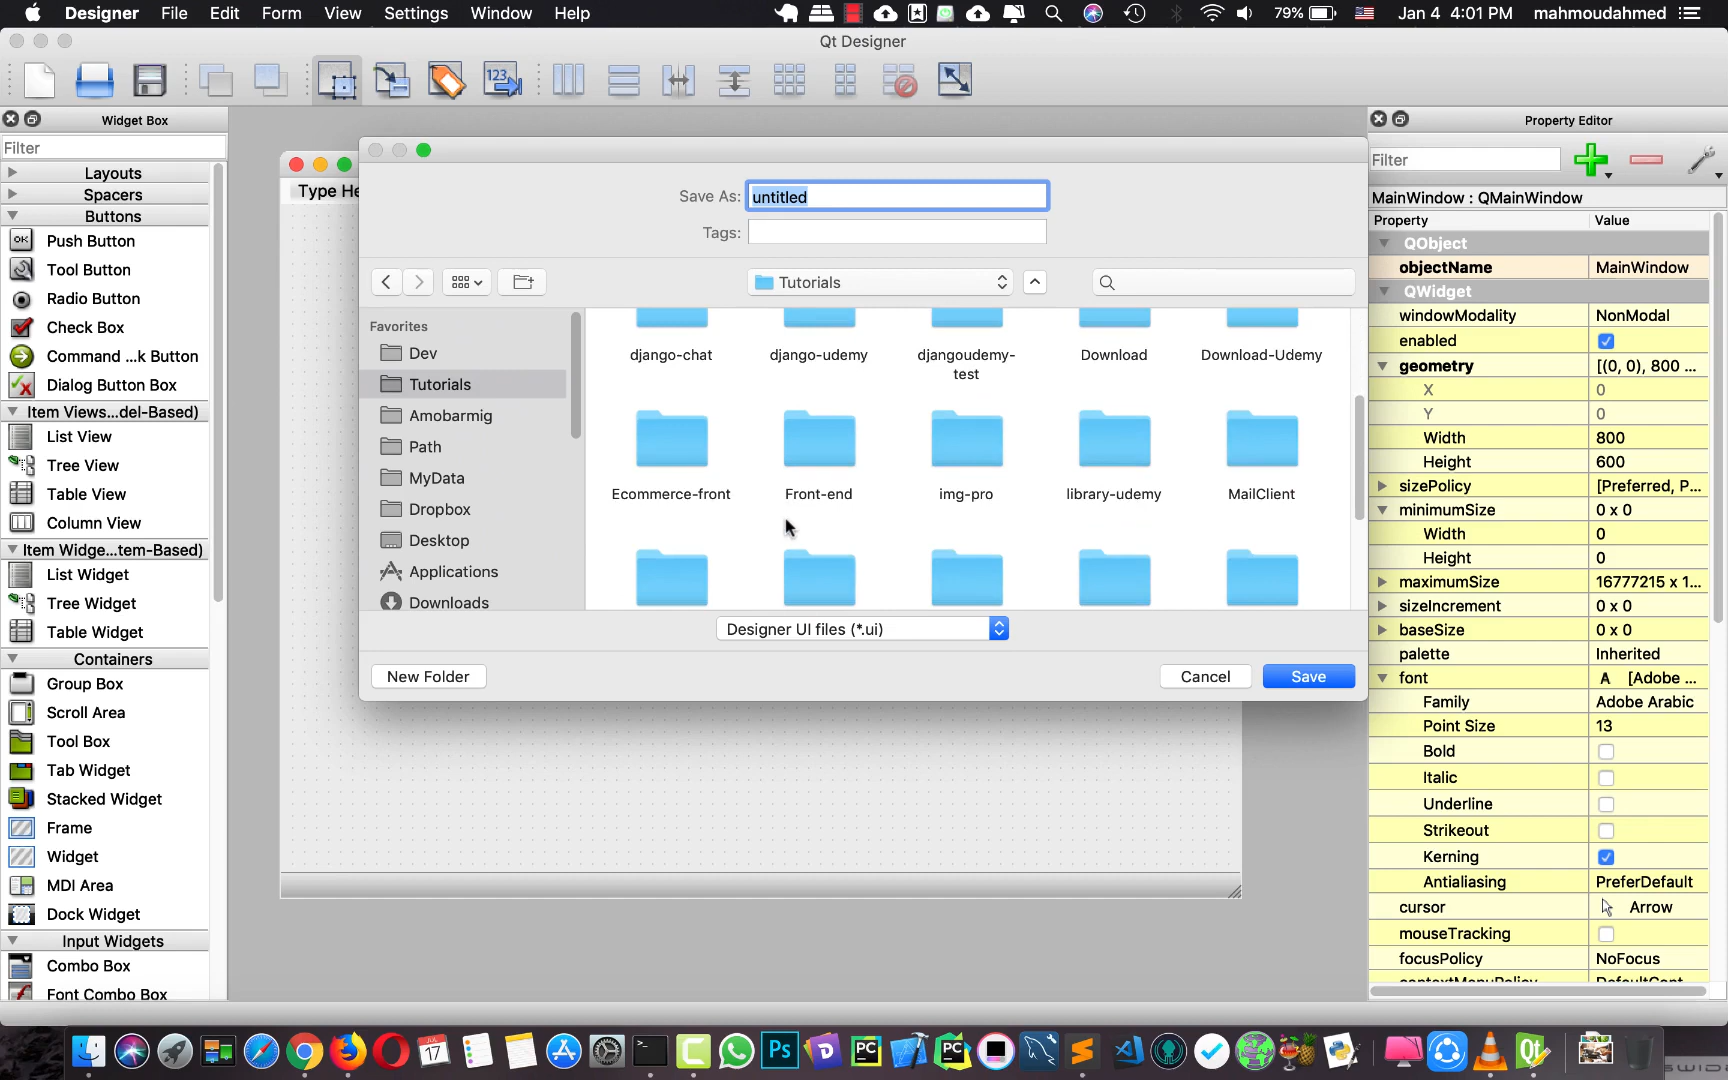 Designer File Edit Form View Settings Window Help 79% Jan 4 4:01 PM mahmoudahmed
Qt Designer
Widget Box
Filter
Layouts
Spacers
Buttons
Push Button
Tool Button
Radio Button
Check Box
Command ...k Button
Dialog Button Box
Item Views...del-Based)
List View
Tree View
Table View
Column View
Item Widge...tem-Based)
List Widget
Tree Widget
Table Widget
Containers
Group Box
Scroll Area
Tool Box
Tab Widget
Stacked Widget
Frame
Widget
MDI Area
Dock Widget
Input Widgets
Combo Box
Font Combo Box
Type He
Save As: untitled
Tags:
Tutorials
Favorites
Dev
Tutorials
Amobarmig
Path
MyData
Dropbox
Desktop
Applications
Downloads
django-chat django-udemy djangoudemy-test Download Download-Udemy
Ecommerce-front Front-end img-pro library-udemy MailClient
Designer UI files (*.ui)
New Folder Cancel Save
Property Editor
Filter
MainWindow : QMainWindow
Property Value
QObject
objectName MainWindow
QWidget
windowModality NonModal
enabled
geometry [(0, 0), 800 ...
X 0
Y 0
Width 800
Height 600
sizePolicy [Preferred, P...
minimumSize 0 x 0
Width 0
Height 0
maximumSize 16777215 x 1...
sizeIncrement 0 x 0
baseSize 0 x 0
palette Inherited
font A [Adobe ...
Family Adobe Arabic
Point Size 13
Bold
Italic
Underline
Strikeout
Kerning
Antialiasing PreferDefault
cursor Arrow
mouseTracking
focusPolicy NoFocus
contextMenuPolicy DefaultCont